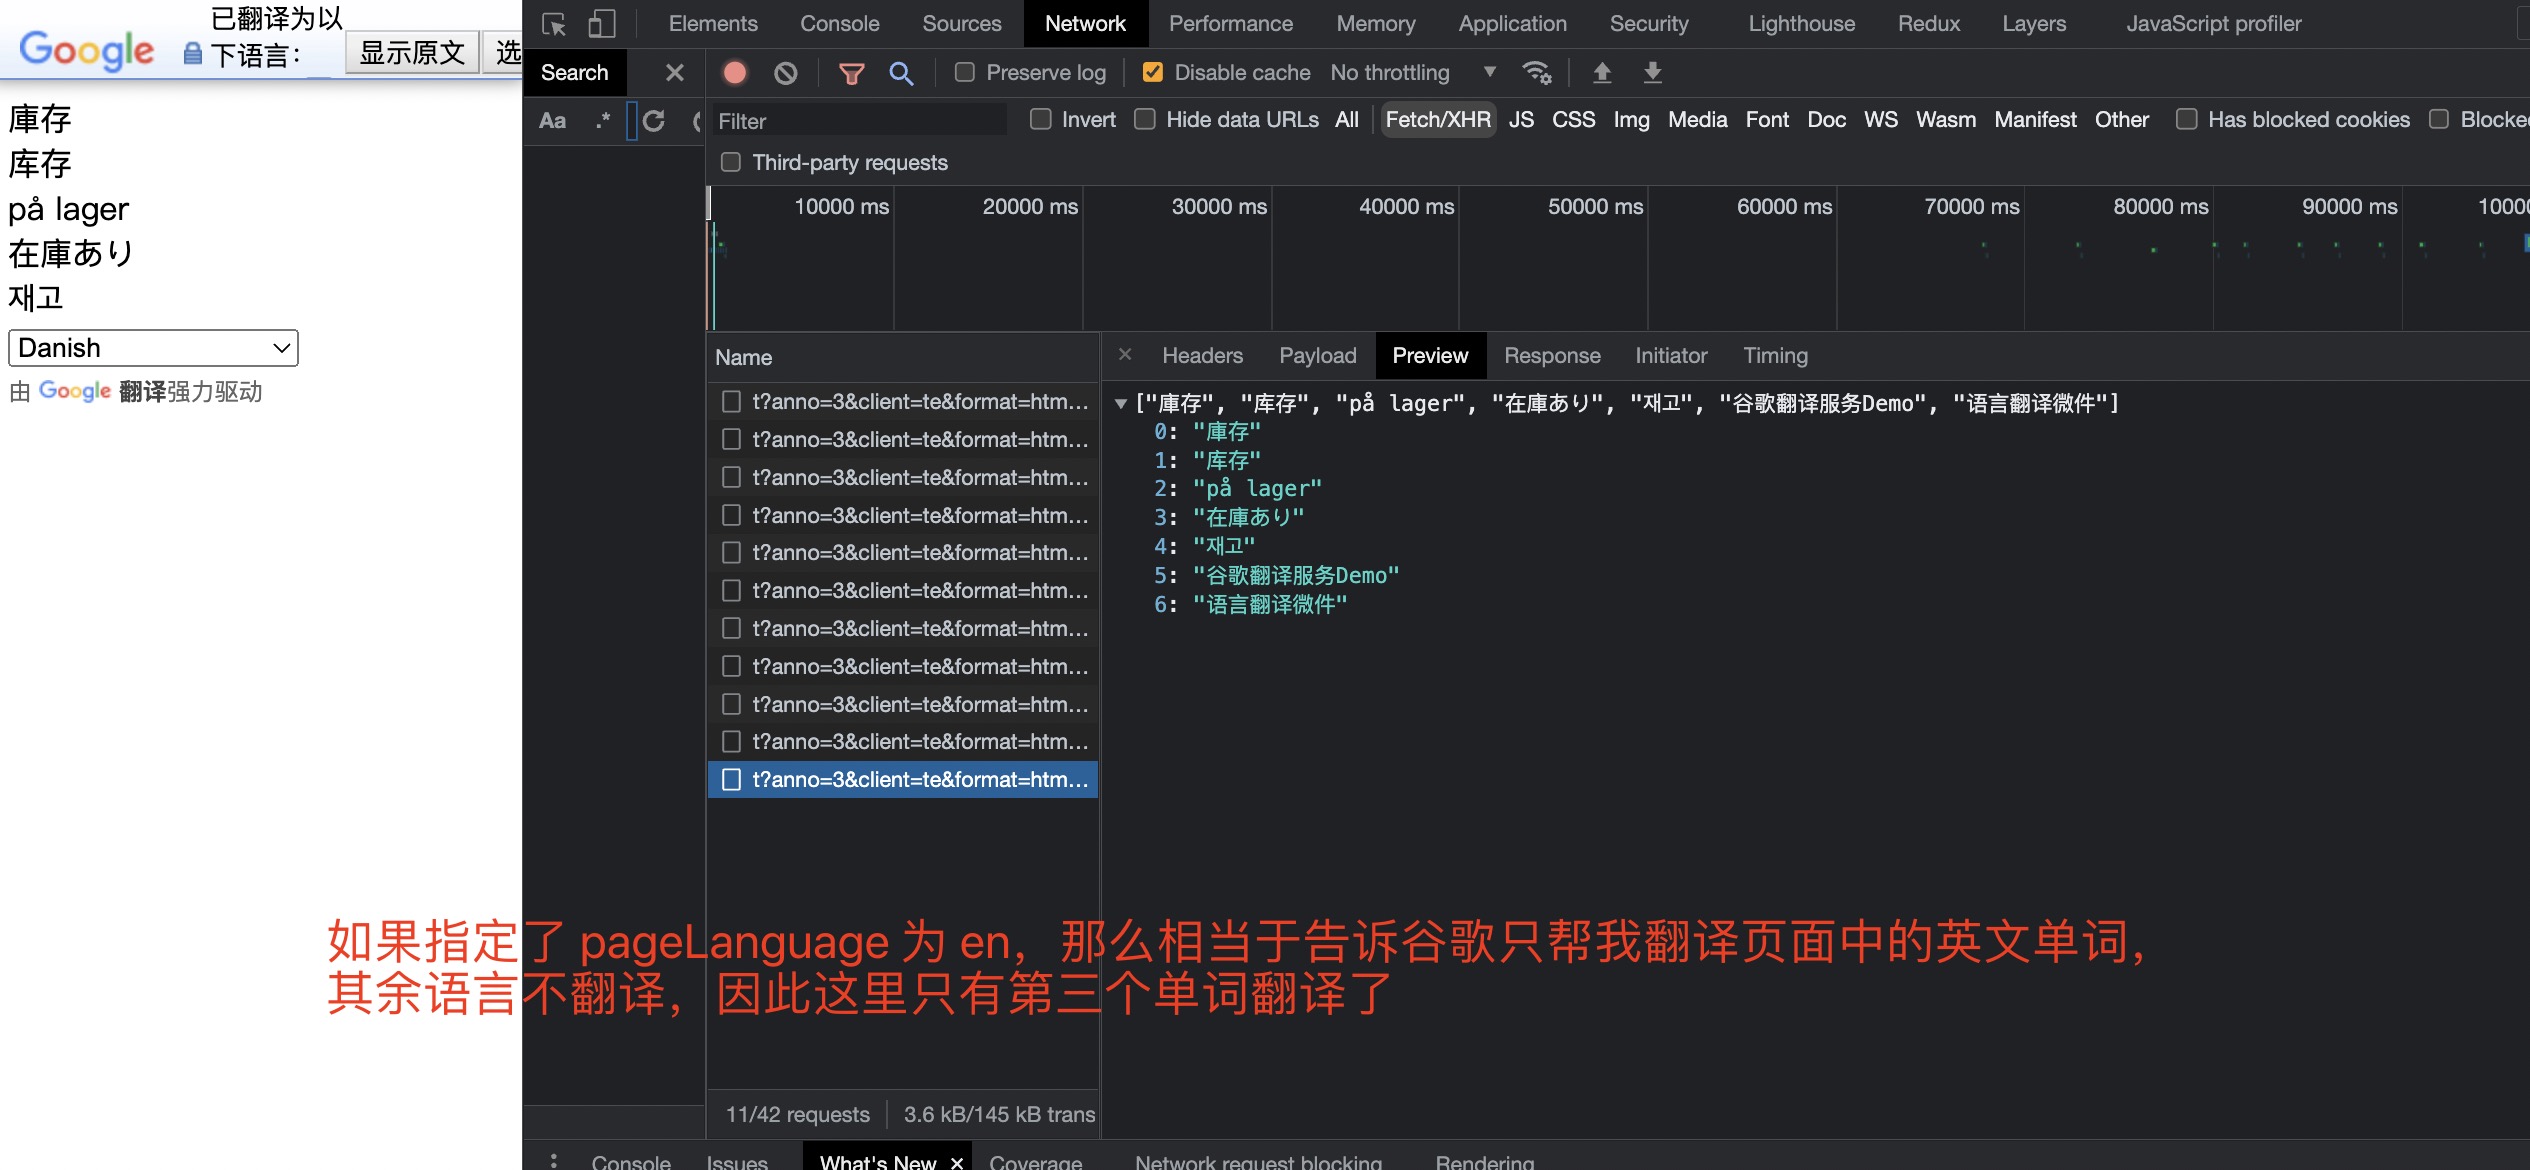 已翻译为以
Google 下语言： 显示原文 选
庫存
库存
på lager
在庫あり
재고
Danish
由 Google 翻译强力驱动
Elements Console Sources Network Performance Memory Application Security Lighthouse Redux Layers JavaScript profiler
Search
Preserve log Disable cache No throttling
Aa .*
Filter Invert Hide data URLs All Fetch/XHR JS CSS Img Media Font Doc WS Wasm Manifest Other Has blocked cookies Blocke
Third-party requests
10000 ms 20000 ms 30000 ms 40000 ms 50000 ms 60000 ms 70000 ms 80000 ms 90000 ms 1000
Name
t?anno=3&client=te&format=htm...
t?anno=3&client=te&format=htm...
t?anno=3&client=te&format=htm...
t?anno=3&client=te&format=htm...
t?anno=3&client=te&format=htm...
t?anno=3&client=te&format=htm...
t?anno=3&client=te&format=htm...
t?anno=3&client=te&format=htm...
t?anno=3&client=te&format=htm...
t?anno=3&client=te&format=htm...
t?anno=3&client=te&format=htm...
Headers Payload Preview Response Initiator Timing
["庫存", "库存", "på lager", "在庫あり", "재고", "谷歌翻译服务Demo", "语言翻译微件"]
0: "庫存"
1: "库存"
2: "på lager"
3: "在庫あり"
4: "재고"
5: "谷歌翻译服务Demo"
6: "语言翻译微件"
如果指定了 pageLanguage 为 en，那么相当于告诉谷歌只帮我翻译页面中的英文单词，
其余语言不翻译，因此这里只有第三个单词翻译了
11/42 requests 3.6 kB/145 kB trans
Console Issues What's New Coverage Network request blocking Rendering